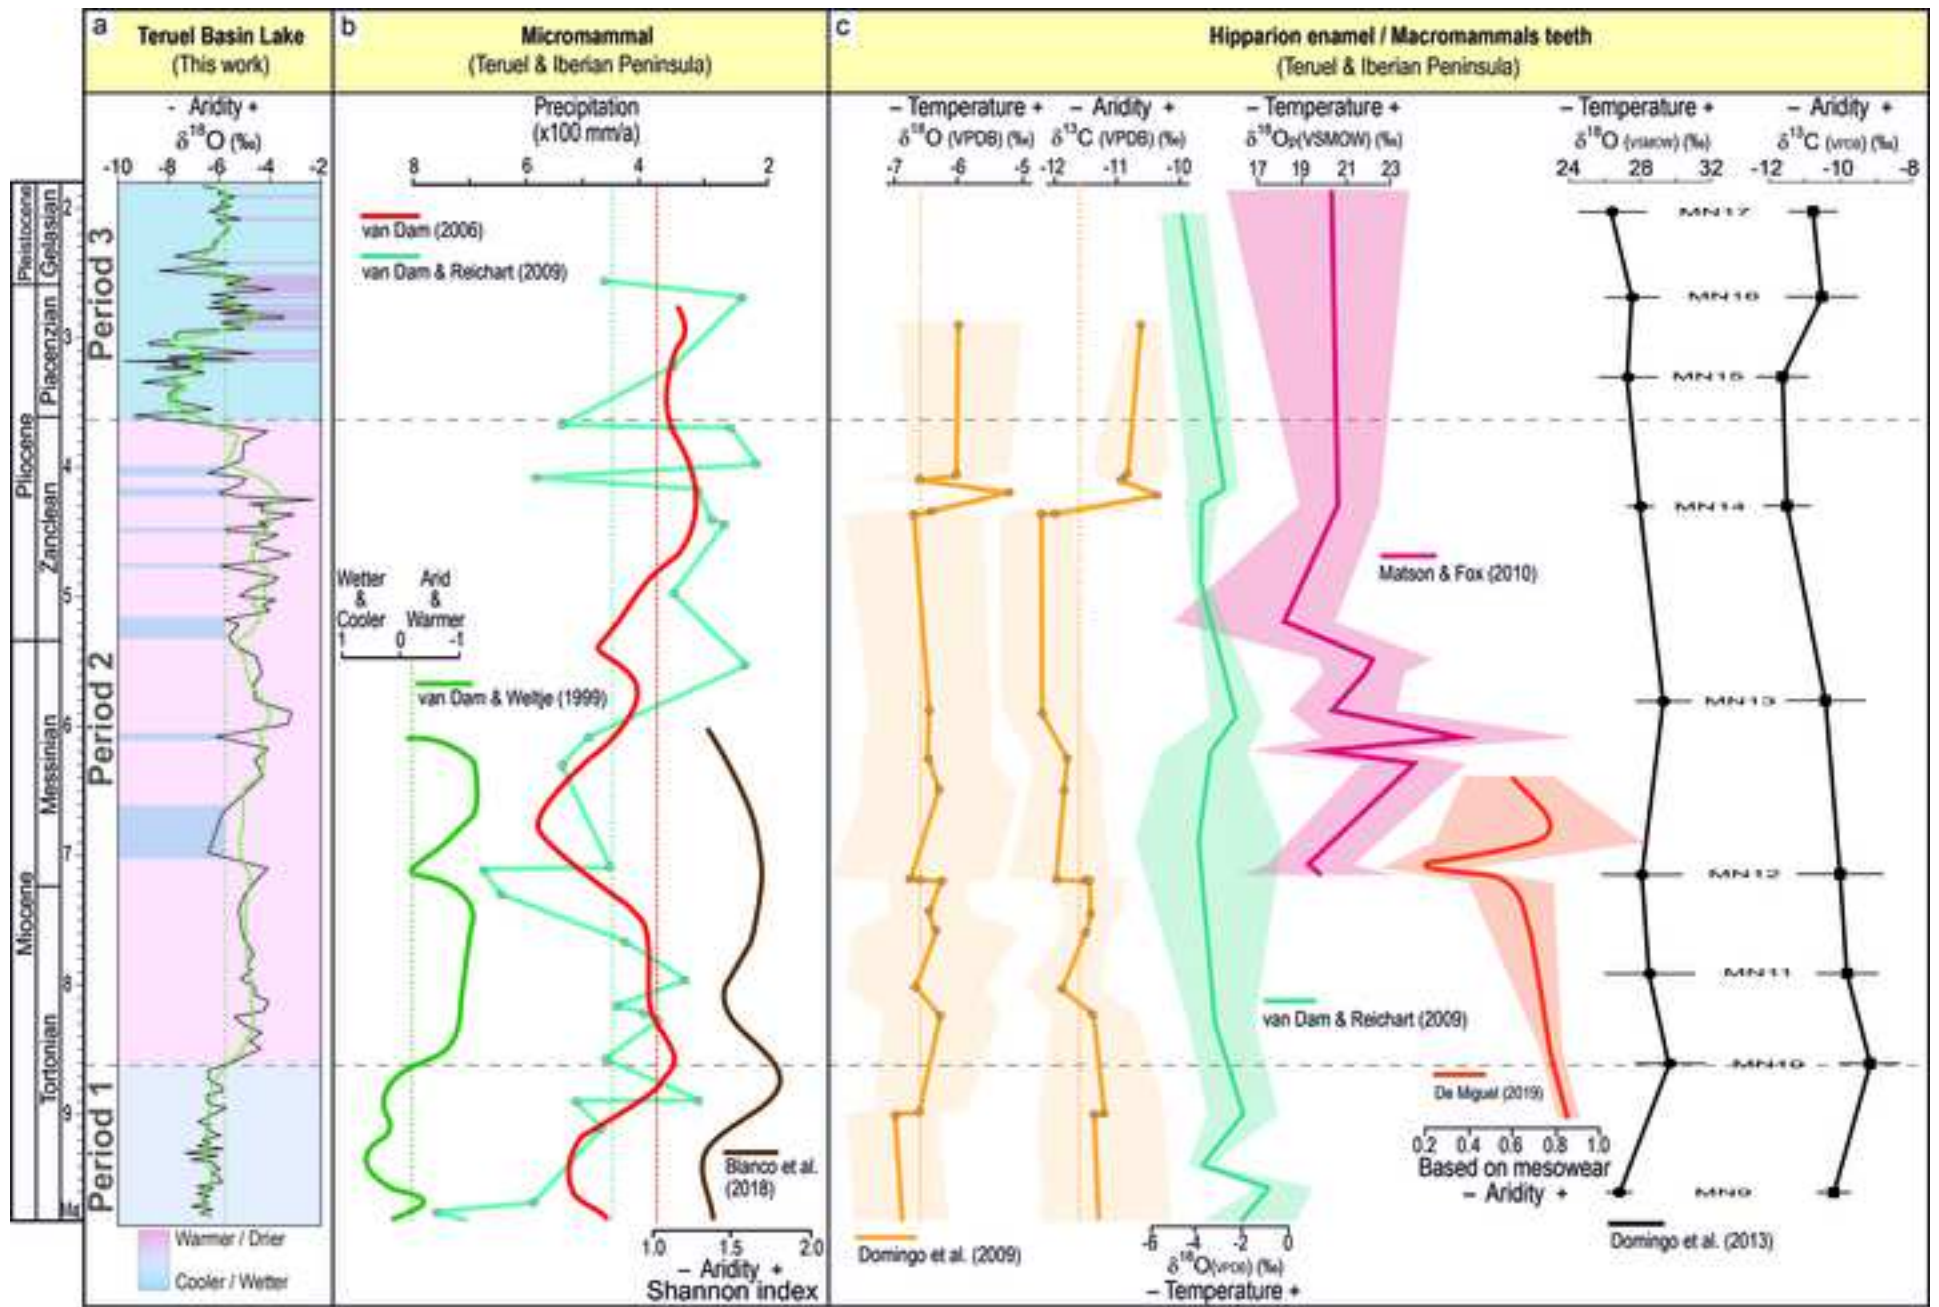 a
Teruel Basin Lake
(This work)
b
Micromammal
(Teruel & Iberian Peninsula)
c
Hipparion enamel / Macromammals teeth
(Teruel & Iberian Peninsula)
- Aridity +
δ18O (‰)
-10 -8 -6 -4 -2
Precipitation
(x100 mm/a)
8 6 4 2
– Temperature +
δ18O (VPDB) (‰)
-7 -6 -5
– Aridity +
δ13C (VPDB) (‰)
-12 -11 -10
– Temperature +
δ18Op(VSMOW) (‰)
17 19 21 23
– Temperature +
δ18O (VSMOW) (‰)
24 28 32
– Aridity +
δ13C (VPDB) (‰)
-12 -10 -8
Pleistocene
Pliocene
Miocene
Gelasian
Piacenzian
Zanclean
Messinian
Tortonian
2
3
4
5
6
7
8
9
Ma
Period 3
Period 2
Period 1
Warmer / Drier
Cooler / Wetter
van Dam (2006)
van Dam & Reichart (2009)
Wetter
&
Cooler
Arid
&
Warmer
1 0 -1
van Dam & Weltje (1999)
Blanco et al.
(2018)
1.0 1.5 2.0
– Aridity +
Shannon index
Domingo et al. (2009)
Matson & Fox (2010)
van Dam & Reichart (2009)
-6 -4 -2 0
δ18O(VPDB) (‰)
– Temperature +
De Miguel (2019)
0.2 0.4 0.6 0.8 1.0
Based on mesowear
– Aridity +
MN17
MN16
MN15
MN14
MN13
MN12
MN11
MN10
MN9
Domingo et al. (2013)